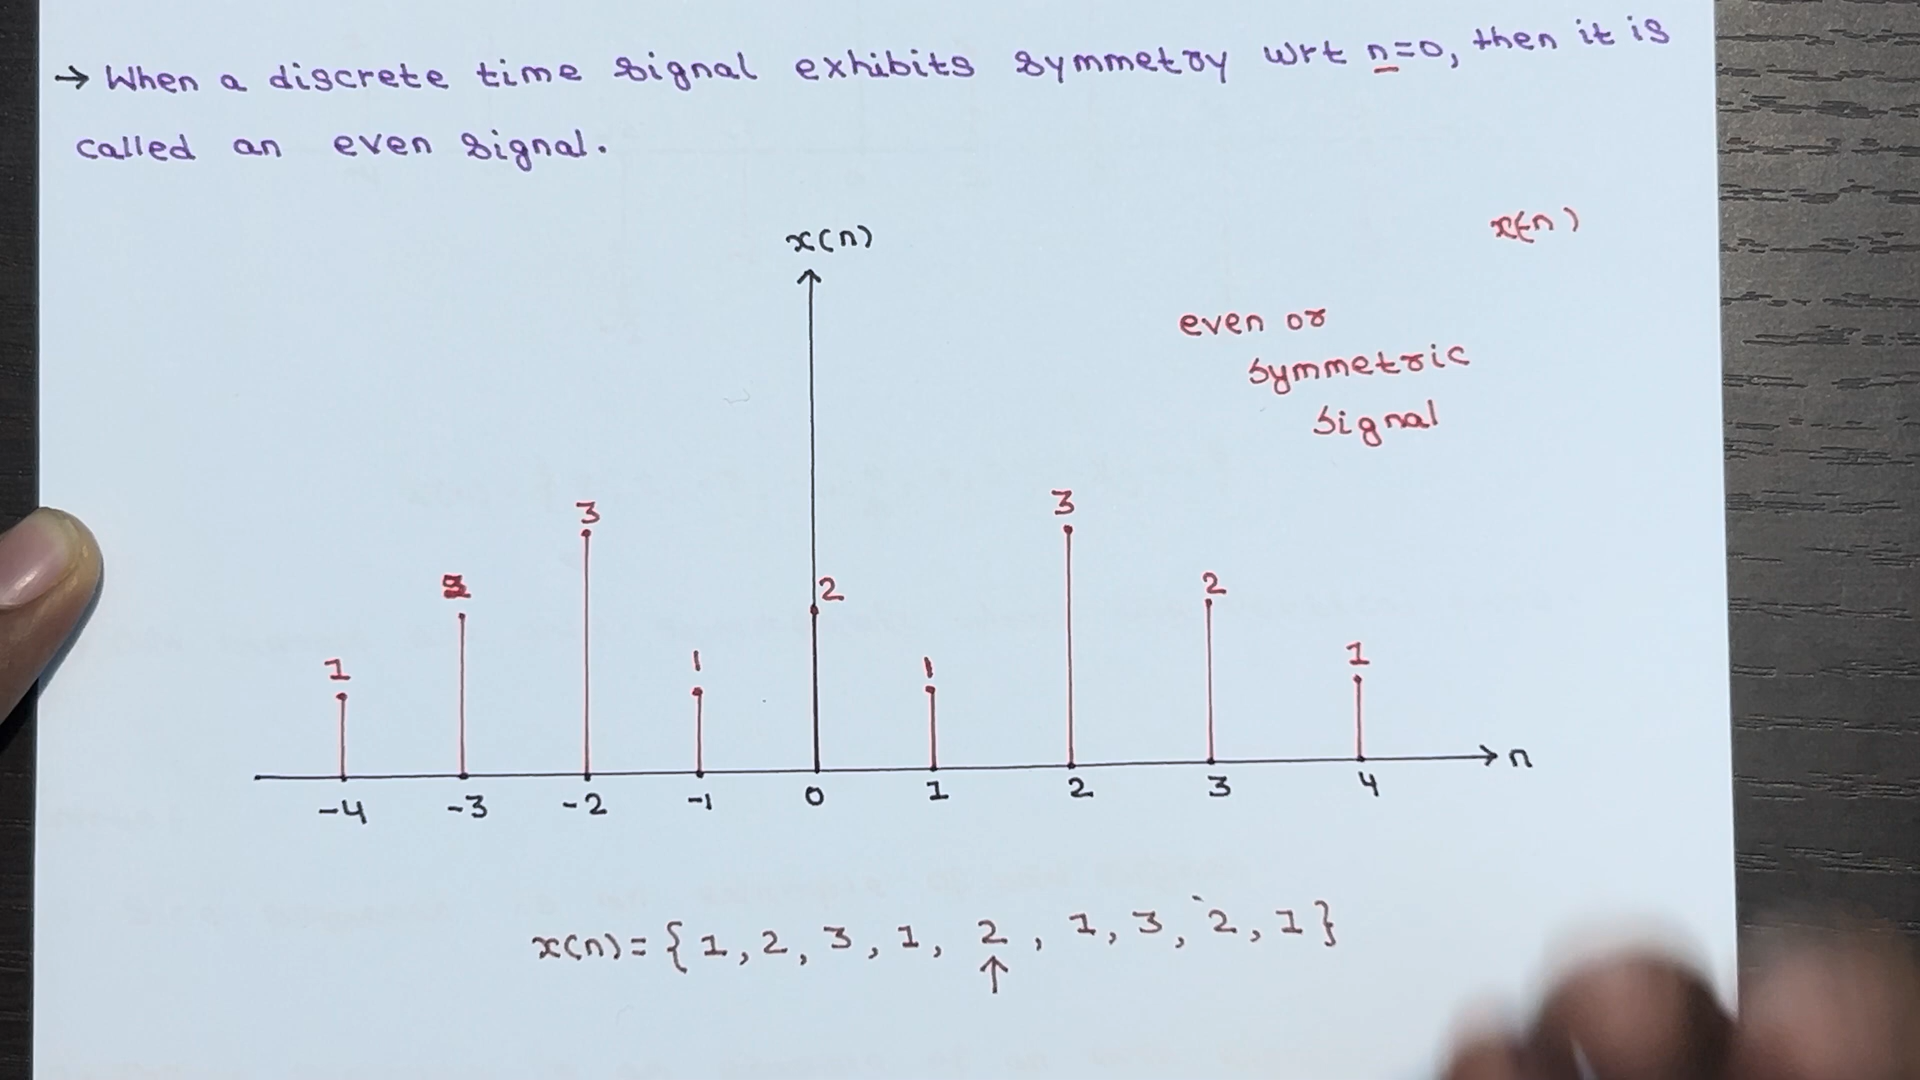 → When a discrete time signal exhibits symmetry wrt n=0, then it is
called an even signal.
x(n)
x(-n)
even or
symmetric
signal
3
3
2
2
1
1
1
1
n
-4 -3 -2 -1 0 1 2 3 4
x(n) = { 1, 2, 3, 1, 2, 1, 3, 2, 1 }
↑